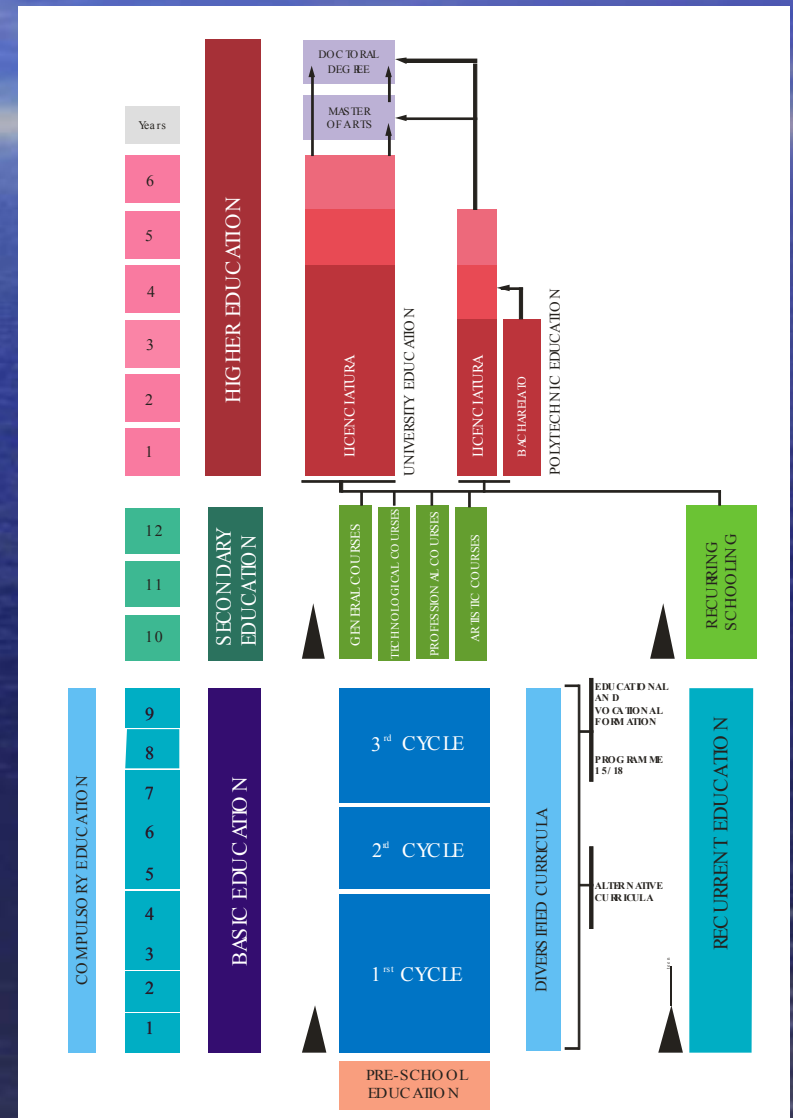 DOCTORAL
DEGREE
MASTER
OF ARTS
Years
6
5
4
3
2
1
HIGHER EDUCATION
LICENCIATURA
UNIVERSITY EDUCATION
LICENCIATURA
BACHARELATO
POLYTECHNIC EDUCATION
12
11
10
SECONDARY
EDUCATION
GENERAL COURSES
TECHNOLOGICAL COURSES
PROFESSIONAL COURSES
ARTISTIC COURSES
RECURRING
SCHOOLING
COMPULSORY EDUCATION
9
8
7
6
5
4
3
2
1
BASIC EDUCATION
3rd CYCLE
2rd CYCLE
1rst CYCLE
DIVERSIFIED CURRICULA
EDUCATIONAL
AND
VOCATIONAL
FORMATION
PROGRAMME
15/18
ALTERNATIVE
CURRICULA
RECURRENT EDUCATION
PRE-SCHOOL
EDUCATION